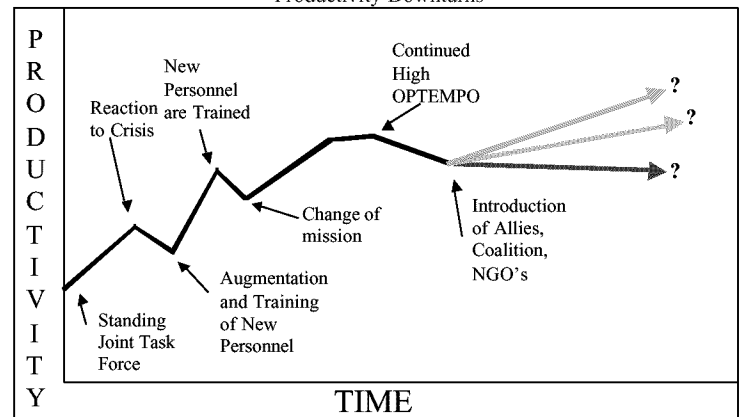 Productivity Downturns
P
R
O
D
U
C
T
I
V
I
T
Y
Reaction
to Crisis
New
Personnel
are Trained
Continued
High
OPTEMPO
?
?
?
Change of
mission
Introduction
of Allies,
Coalition,
NGO's
Augmentation
and Training
of New
Personnel
Standing
Joint Task
Force
TIME